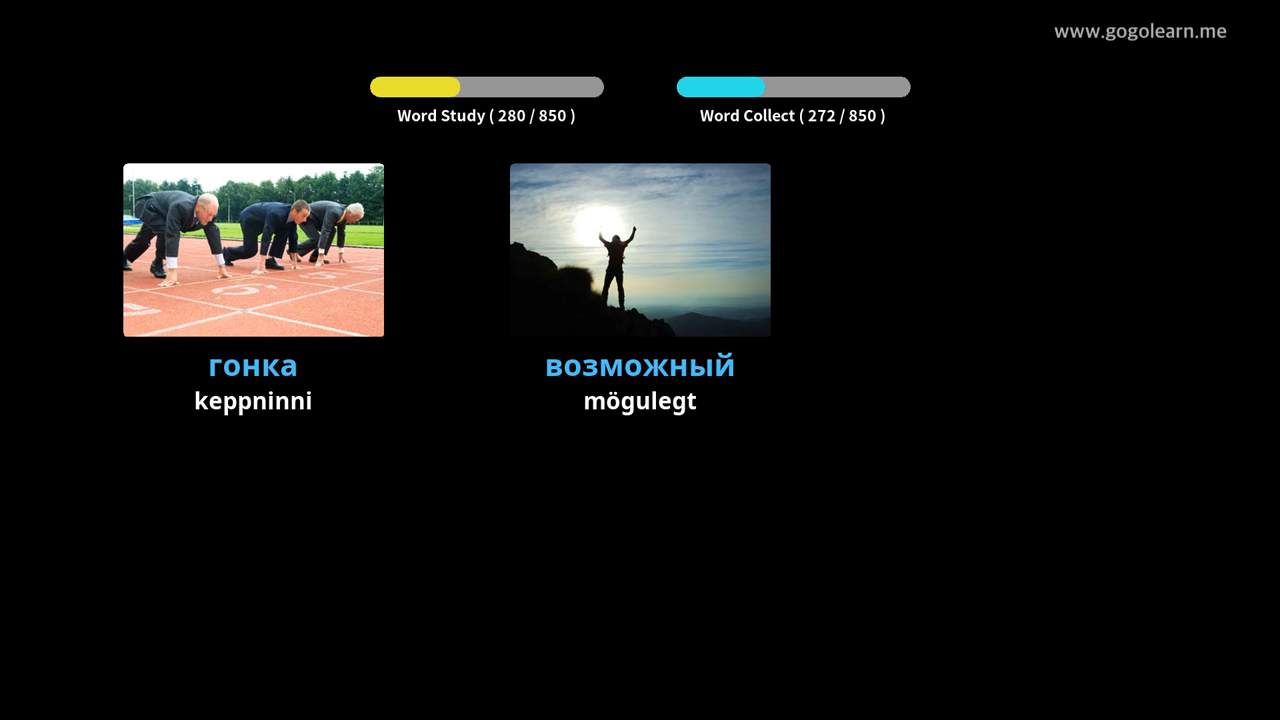 www.gogolearn.me
Word Study ( 280 / 850 )
Word Collect ( 272 / 850 )
гонка
keppninni
возможный
mögulegt